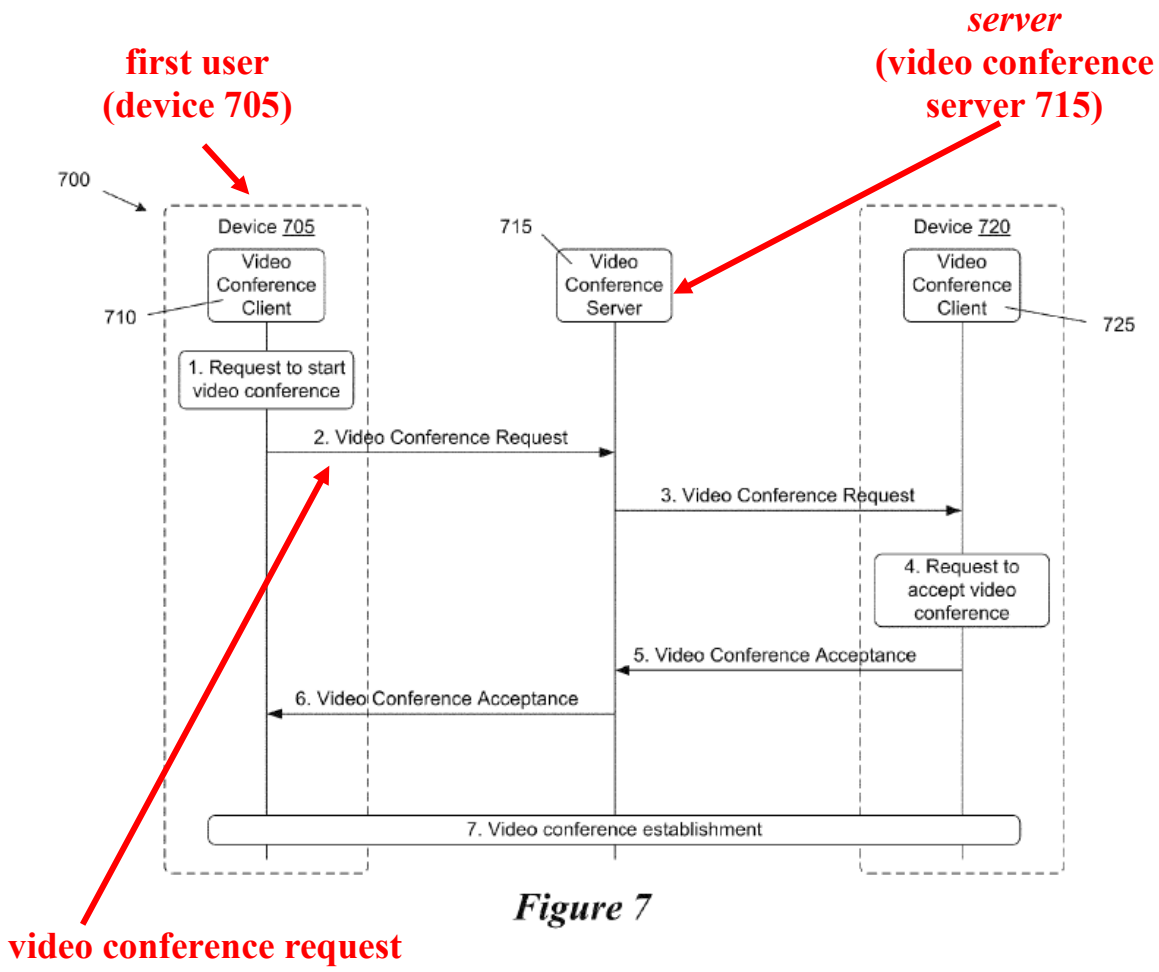 server
(video conference
server 715)
first user
(device 705)
700
Device 705
715
Device 720
Video
Conference
Client
Video
Conference
Server
Video
Conference
Client
710
725
1. Request to start
video conference
2. Video Conference Request
3. Video Conference Request
4. Request to
accept video
conference
5. Video Conference Acceptance
6. Video Conference Acceptance
7. Video conference establishment
Figure 7
video conference request